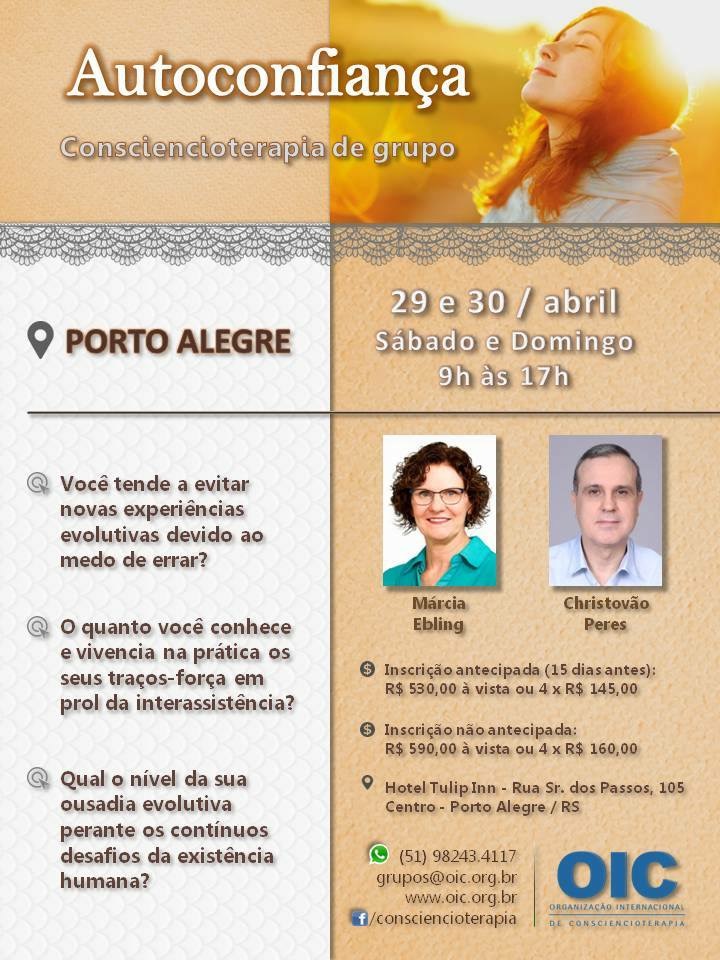 Autoconfiança
Consciencioterapia de grupo
PORTO ALEGRE
29 e 30 / abril
Sábado e Domingo
9h às 17h
Você tende a evitar
novas experiências
evolutivas devido ao
medo de errar?
O quanto você conhece
e vivencia na prática os
seus traços-força em
prol da interassistência?
Qual o nível da sua
ousadia evolutiva
perante os contínuos
desafios da existência
humana?
Márcia
Ebling
Christovão
Peres
Inscrição antecipada (15 dias antes):
R$ 530,00 à vista ou 4 x R$ 145,00
Inscrição não antecipada:
R$ 590,00 à vista ou 4 x R$ 160,00
Hotel Tulip Inn - Rua Sr. dos Passos, 105
Centro - Porto Alegre / RS
(51) 98243.4117
grupos@oic.org.br
www.oic.org.br
/consciencioterapia
OIC
ORGANIZAÇÃO INTERNACIONAL
DE CONSCIENCIOTERAPIA